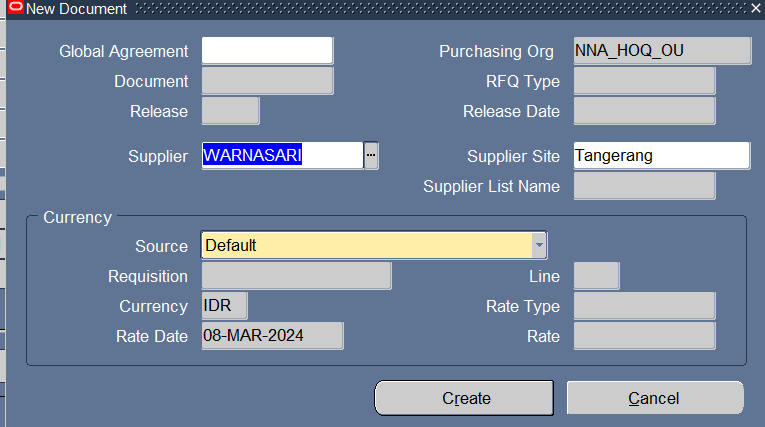 New Document
Global Agreement
Purchasing Org NNA_HOQ_OU
Document
RFQ Type
Release
Release Date
Supplier WARNASARI ...
Supplier Site Tangerang
Supplier List Name
Currency
Source Default
Requisition
Line
Currency IDR
Rate Type
Rate Date 08-MAR-2024
Rate
Create
Cancel